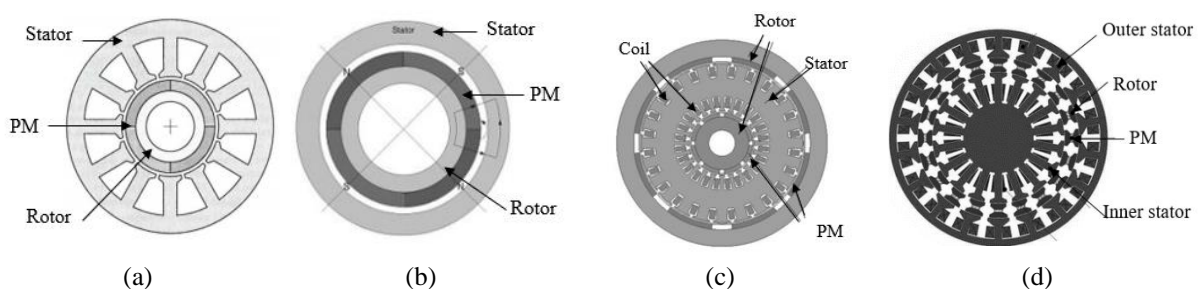 Stator
PM
Rotor
(a)
Stator
Stator
N
S
PM
S
N
Rotor
(b)
Rotor
Coil
Stator
PM
(c)
Outer stator
Rotor
PM
Inner stator
(d)